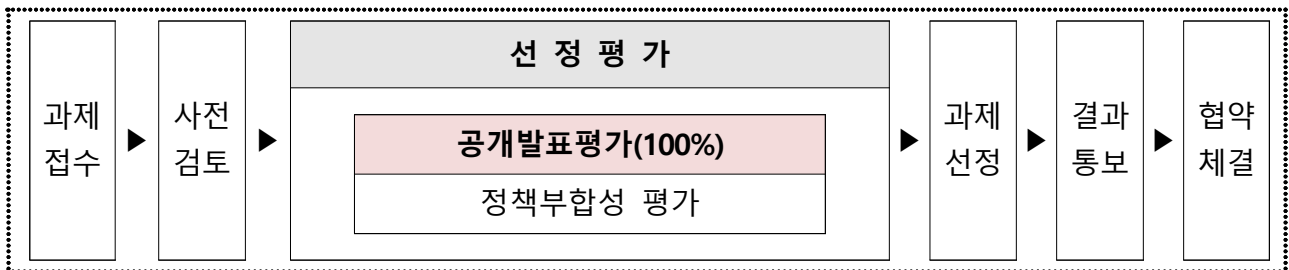 과제
접수
▶
사전
검토
▶
선 정 평 가
공개발표평가(100%)
정책부합성 평가
▶
과제
선정
▶
결과
통보
▶
협약
체결